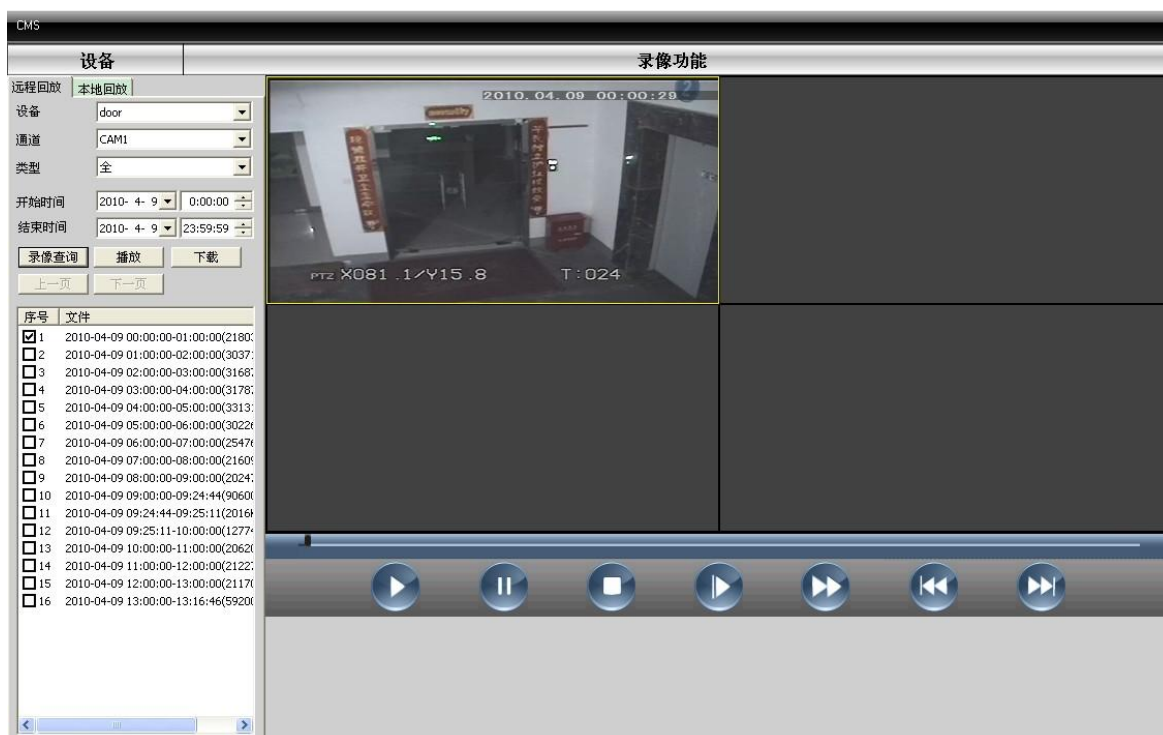 CMS
设备
录像功能
远程回放
本地回放
设备
door
通道
CAM1
类型
全
开始时间
2010- 4- 9
0:00:00
结束时间
2010- 4- 9
23:59:59
录像查询
播放
下载
上一页
下一页
序号 文件
1 2010-04-09 00:00:00-01:00:00(2180
2 2010-04-09 01:00:00-02:00:00(3037
3 2010-04-09 02:00:00-03:00:00(3168
4 2010-04-09 03:00:00-04:00:00(3178
5 2010-04-09 04:00:00-05:00:00(3313
6 2010-04-09 05:00:00-06:00:00(3022
7 2010-04-09 06:00:00-07:00:00(2547
8 2010-04-09 07:00:00-08:00:00(2160
9 2010-04-09 08:00:00-09:00:00(2024
10 2010-04-09 09:00:00-09:24:44(9060
11 2010-04-09 09:24:44-09:25:11(2016
12 2010-04-09 09:25:11-10:00:00(1277
13 2010-04-09 10:00:00-11:00:00(2062
14 2010-04-09 11:00:00-12:00:00(2122
15 2010-04-09 12:00:00-13:00:00(2117
16 2010-04-09 13:00:00-13:16:46(5920
2010.04.09 00:00:29
2
PTZ X081.1/Y15.8 T:024